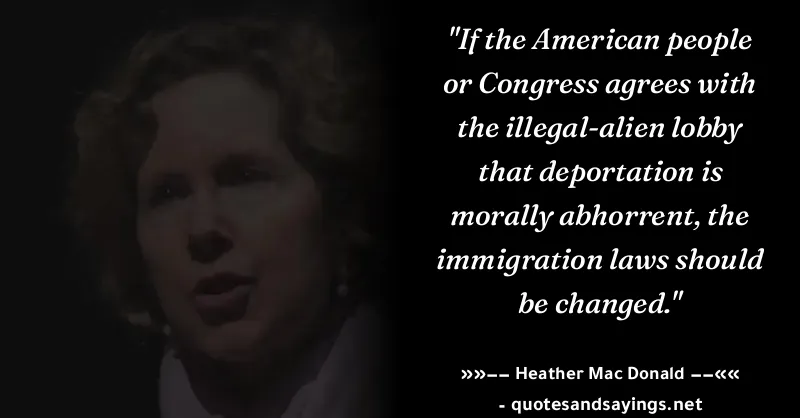 "If the American people
or Congress agrees with
the illegal-alien lobby
that deportation is
morally abhorrent, the
immigration laws should
be changed."
»»−− Heather Mac Donald −−««
- quotesandsayings.net